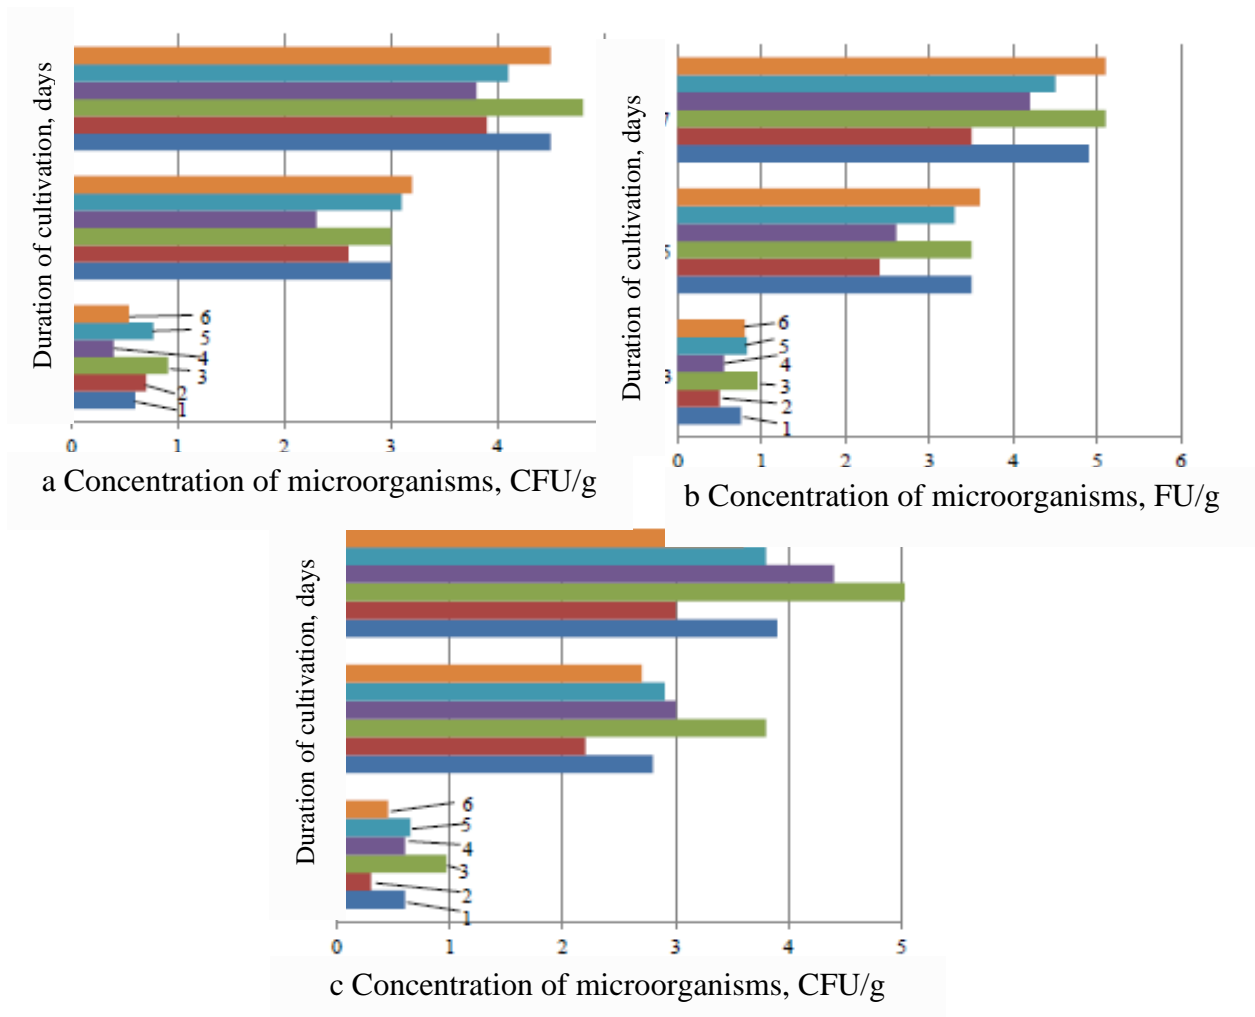 Duration of cultivation, days
6
5
4
3
2
1
0 1 2 3 4
a Concentration of microorganisms, CFU/g
Duration of cultivation, days
7
5
3
6
5
4
3
2
1
0 1 2 3 4 5 6
b Concentration of microorganisms, FU/g
Duration of cultivation, days
6
5
4
3
2
1
0 1 2 3 4 5
c Concentration of microorganisms, CFU/g